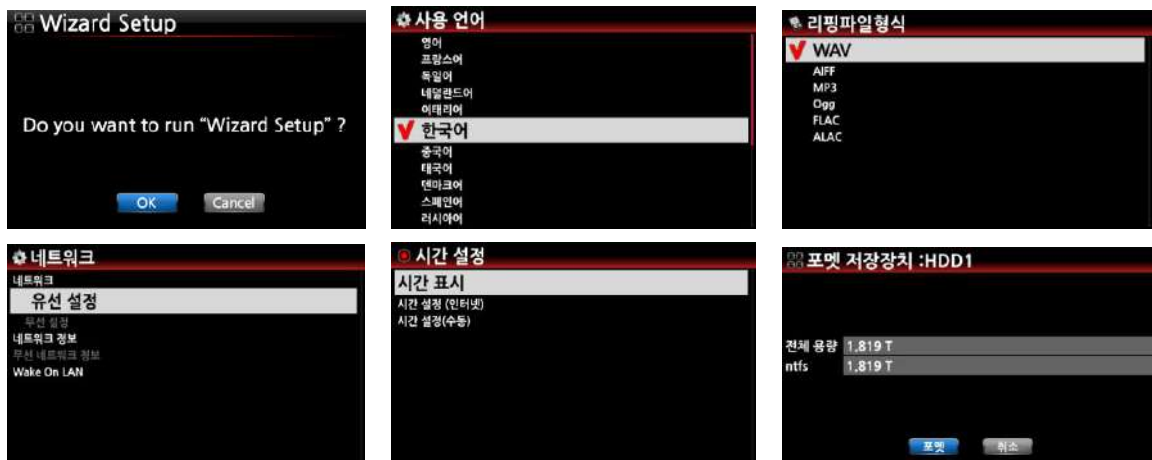 Wizard Setup
Do you want to run “Wizard Setup” ?
OK
Cancel
사용 언어
영어
프랑스어
독일어
네덜란드어
이태리어
한국어
중국어
태국어
덴마크어
스페인어
러시아어
리핑파일형식
WAV
AIFF
MP3
Ogg
FLAC
ALAC
네트워크
네트워크
유선 설정
무선 설정
네트워크 정보
무선 네트워크 정보
Wake On LAN
시간 설정
시간 표시
시간 설정 (인터넷)
시간 설정(수동)
포멧 저장장치 :HDD1
전체 용량 1.819 T
ntfs 1.819 T
포멧
취소